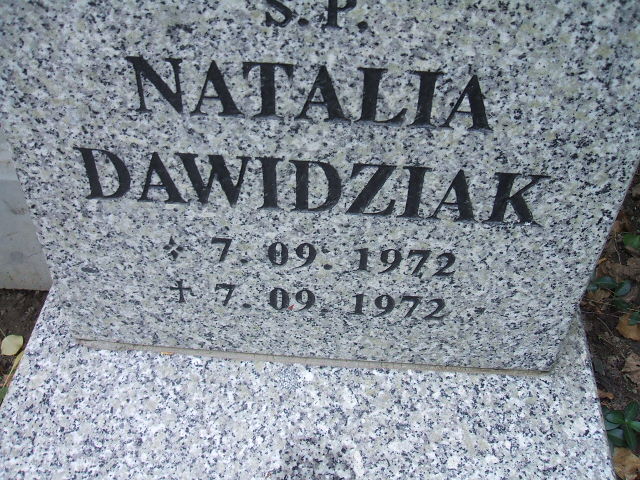 Ś. P.
NATALIA
DAWIDZIAK
7. 09. 1972
✝ 7. 09. 1972